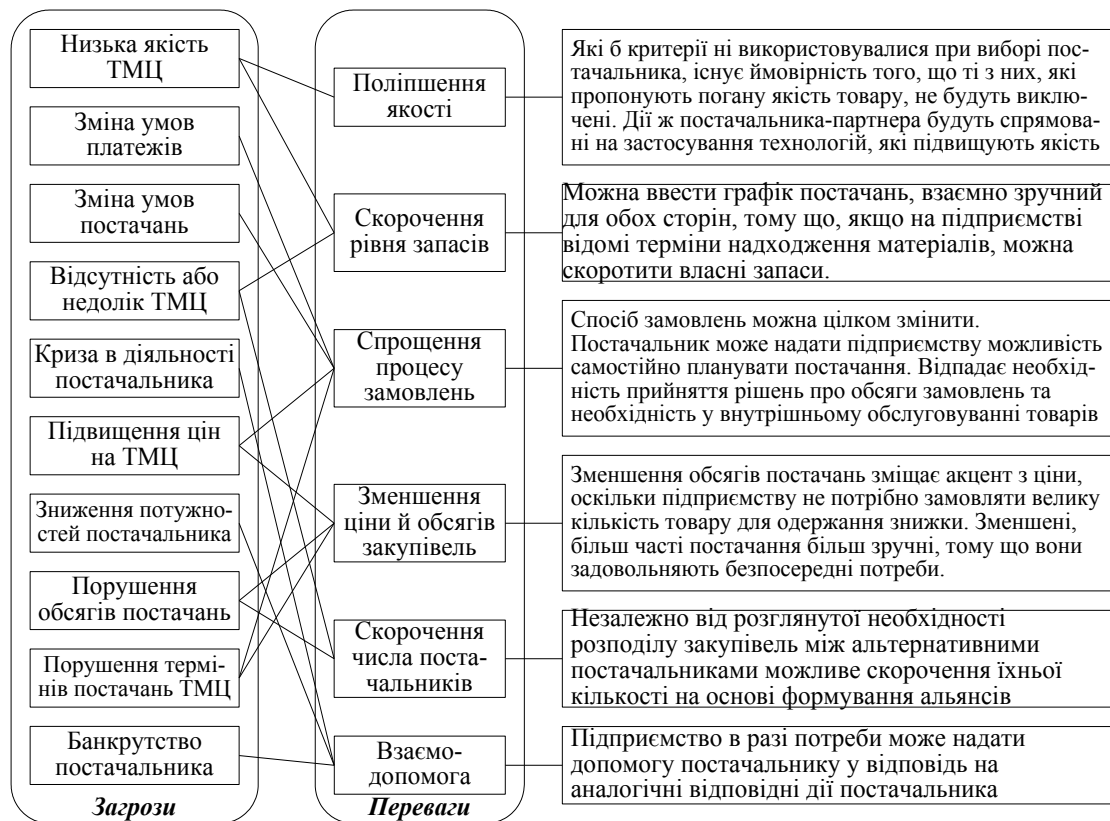 Низька якість
ТМЦ
Зміна умов
платежів
Зміна умов
постачань
Відсутність або
недолік ТМЦ
Криза в діяльності
постачальника
Підвищення цін
на ТМЦ
Зниження потужно-
стей постачальника
Порушення
обсягів постачань
Порушення термі-
нів постачань ТМЦ
Банкрутство
постачальника
Загрози
Поліпшення
якості
Скорочення
рівня запасів
Спрощення
процесу
замовлень
Зменшення
ціни й обсягів
закупівель
Скорочення
числа поста-
чальників
Взаємо-
допомога
Переваги
Які б критерії ні використовувалися при виборі пос-
тачальника, існує ймовірність того, що ті з них, які
пропонують погану якість товару, не будуть виклю-
чені. Дії ж постачальника-партнера будуть спрямова-
ні на застосування технологій, які підвищують якість
Можна ввести графік постачань, взаємно зручний
для обох сторін, тому що, якщо на підприємстві
відомі терміни надходження матеріалів, можна
скоротити власні запаси.
Спосіб замовлень можна цілком змінити.
Постачальник може надати підприємству можливість
самостійно планувати постачання. Відпадає необхід-
ність прийняття рішень про обсяги замовлень та
необхідність у внутрішньому обслуговуванні товарів
Зменшення обсягів постачань зміщає акцент з ціни,
оскільки підприємству не потрібно замовляти велику
кількість товару для одержання знижки. Зменшені,
більш часті постачання більш зручні, тому що вони
задовольняють безпосередні потреби.
Незалежно від розглянутої необхідності
розподілу закупівель між альтернативними
постачальниками можливе скорочення їхньої
кількості на основі формування альянсів
Підприємство в разі потреби може надати
допомогу постачальнику у відповідь на
аналогічні відповідні дії постачальника